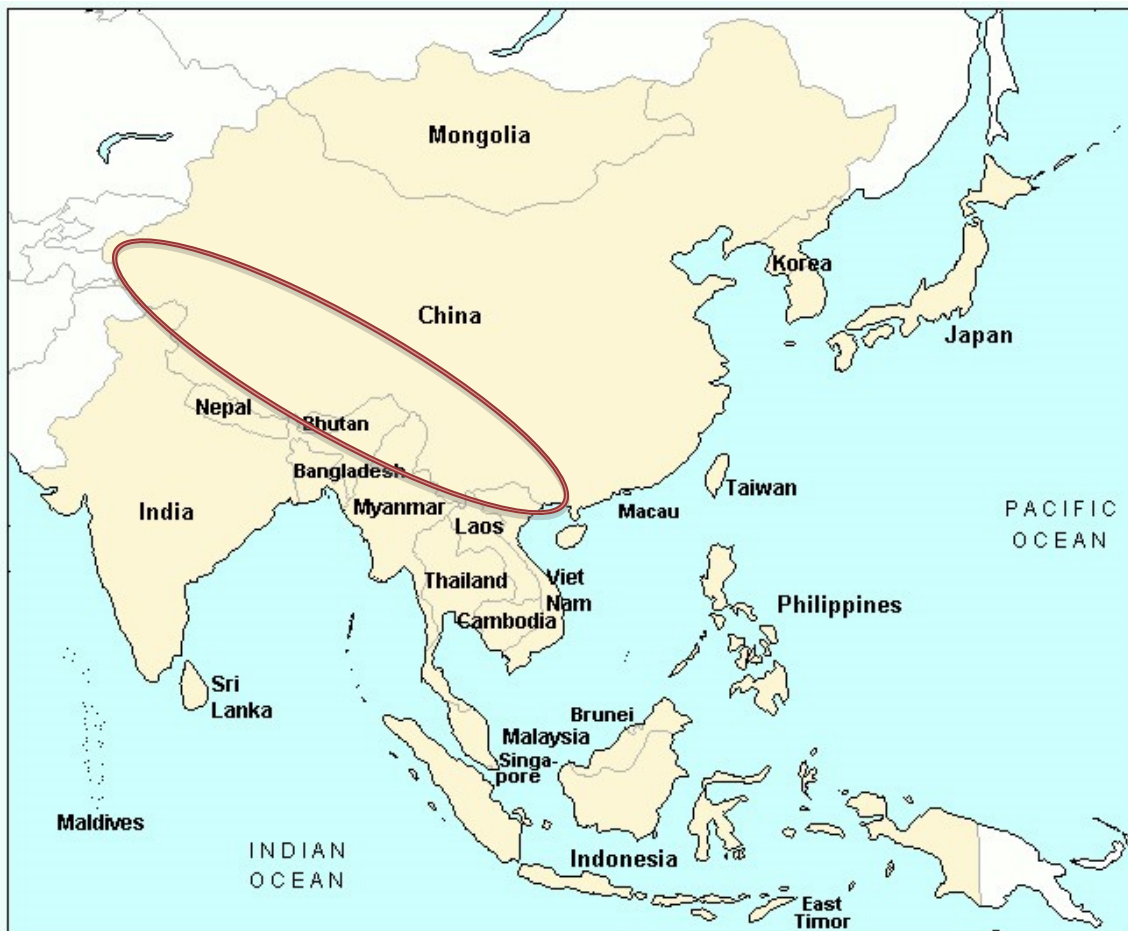 Mongolia
Korea
China
Japan
Nepal
Bhutan
Bangladesh
India
Myanmar
Laos
Macau
Taiwan
PACIFIC
OCEAN
Thailand
Viet
Nam
Cambodia
Philippines
Sri
Lanka
Brunei
Malaysia
Singa-
pore
Maldives
INDIAN
OCEAN
Indonesia
East
Timor